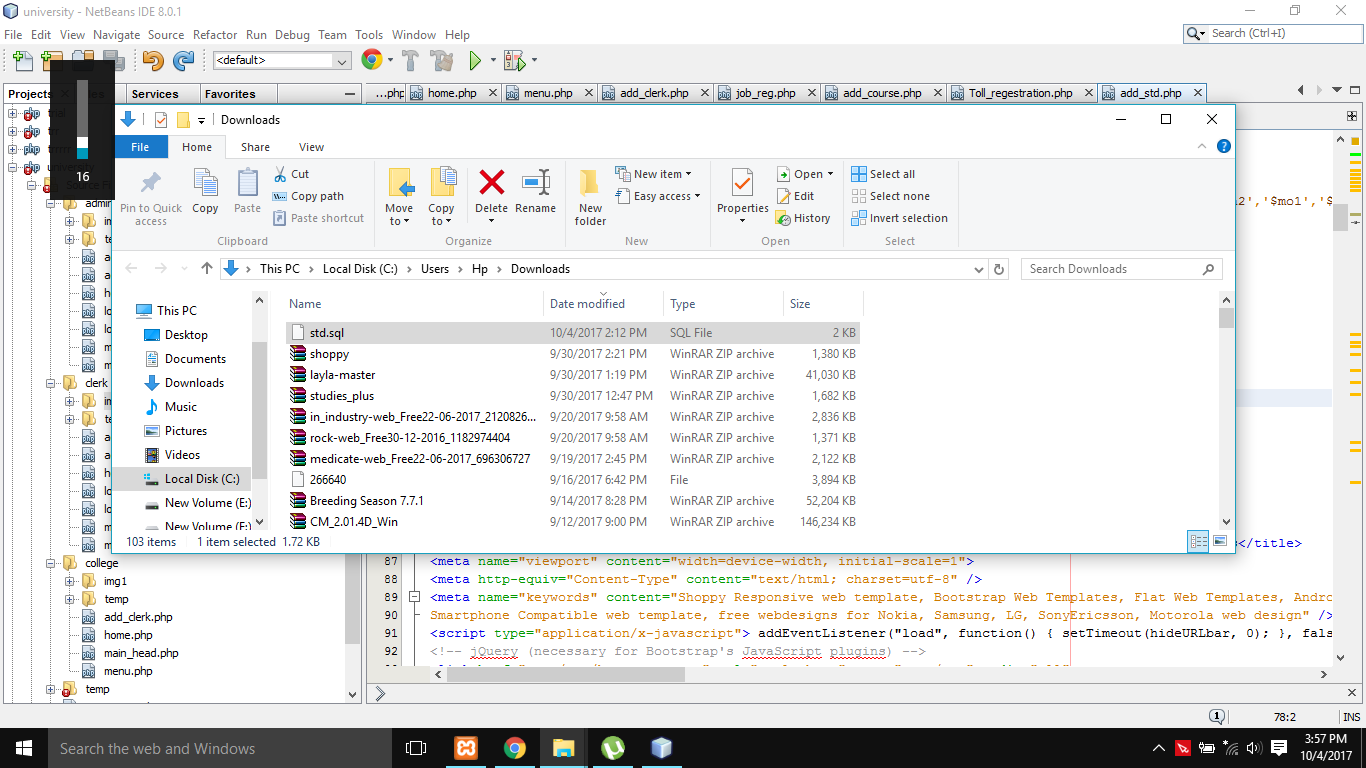 university - NetBeans IDE 8.0.1
File Edit View Navigate Source Refactor Run Debug Team Tools Window Help
Search (Ctrl+I)
<default>
Projects Services Favorites
...php home.php menu.php add_clerk.php job_reg.php add_course.php Toll_regestration.php add_std.php
16
Downloads
File Home Share View
Pin to Quick access
Copy
Paste
Cut
Copy path
Paste shortcut
Clipboard
Move to
Copy to
Delete
Rename
Organize
New folder
New item
Easy access
New
Properties
Open
Edit
History
Open
Select all
Select none
Invert selection
Select
This PC Local Disk (C:) Users Hp Downloads
Search Downloads
This PC
Desktop
Documents
Downloads
Music
Pictures
Videos
Local Disk (C:)
New Volume (E:)
New Volume (F:)
Name Date modified Type Size
std.sql 10/4/2017 2:12 PM SQL File 2 KB
shoppy 9/30/2017 2:21 PM WinRAR ZIP archive 1,380 KB
layla-master 9/30/2017 1:19 PM WinRAR ZIP archive 41,030 KB
studies_plus 9/30/2017 12:47 PM WinRAR ZIP archive 1,682 KB
in_industry-web_Free22-06-2017_2120826... 9/20/2017 9:58 AM WinRAR ZIP archive 2,836 KB
rock-web_Free30-12-2016_1182974404 9/20/2017 9:58 AM WinRAR ZIP archive 1,371 KB
medicate-web_Free22-06-2017_696306727 9/19/2017 2:45 PM WinRAR ZIP archive 2,122 KB
266640 9/16/2017 6:42 PM File 3,894 KB
Breeding Season 7.7.1 9/14/2017 8:28 PM WinRAR ZIP archive 52,204 KB
CM_2.01.4D_Win 9/12/2017 9:00 PM WinRAR ZIP archive 146,234 KB
103 items 1 item selected 1.72 KB
a2','$mo1','$
clerk
college
img1
temp
add_clerk.php
home.php
main_head.php
menu.php
temp
</title>
87 <meta name="viewport" content="width=device-width, initial-scale=1">
88 <meta http-equiv="Content-Type" content="text/html; charset=utf-8" />
89 <meta name="keywords" content="Shoppy Responsive web template, Bootstrap Web Templates, Flat Web Templates, Andro
90 Smartphone Compatible web template, free webdesigns for Nokia, Samsung, LG, SonyEricsson, Motorola web design" />
91 <script type="application/x-javascript"> addEventListener("load", function() { setTimeout(hideURLbar, 0); }, fals
92 <!-- jQuery (necessary for Bootstrap's JavaScript plugins) -->
1 78:2 INS
Search the web and Windows
3:57 PM
10/4/2017